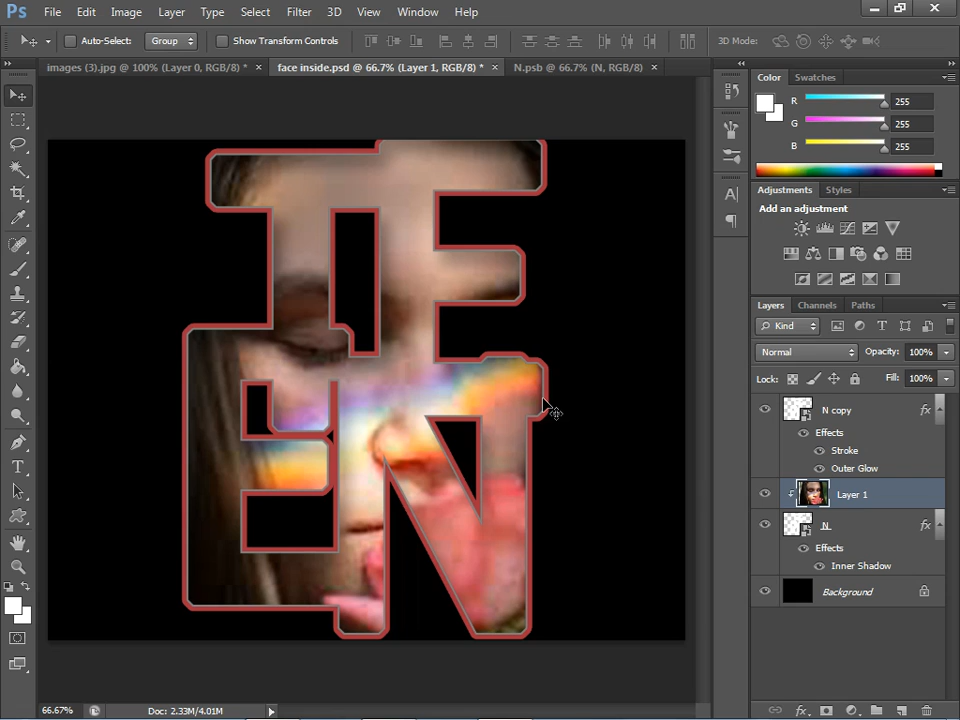 Ps File Edit Image Layer Type Select Filter 3D View Window Help
Auto-Select: Group Show Transform Controls 3D Mode:
images (3).jpg @ 100% (Layer 0, RGB/8) * × face inside.psd @ 66.7% (Layer 1, RGB/8) * × N.psb @ 66.7% (N, RGB/8) ×
Color Swatches
R 255
G 255
B 255
Adjustments Styles
Add an adjustment
Layers Channels Paths
Kind
Normal Opacity: 100%
Lock: Fill: 100%
N copy fx
Effects
Stroke
Outer Glow
Layer 1
N fx
Effects
Inner Shadow
Background
T F
E N
66.67% Doc: 2.33M/4.01M